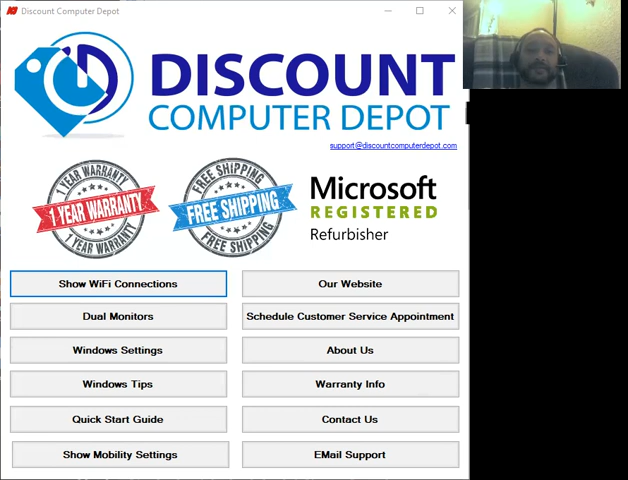 Discount Computer Depot
DISCOUNT
COMPUTER DEPOT
support@discountcomputerdepot.com
1 YEAR WARRANTY
1 YEAR WARRANTY
1 YEAR WARRANTY
FREE SHIPPING
FREE SHIPPING
FREE SHIPPING
Microsoft
REGISTERED
Refurbisher
Show WiFi Connections
Our Website
Dual Monitors
Schedule Customer Service Appointment
Windows Settings
About Us
Windows Tips
Warranty Info
Quick Start Guide
Contact Us
Show Mobility Settings
EMail Support